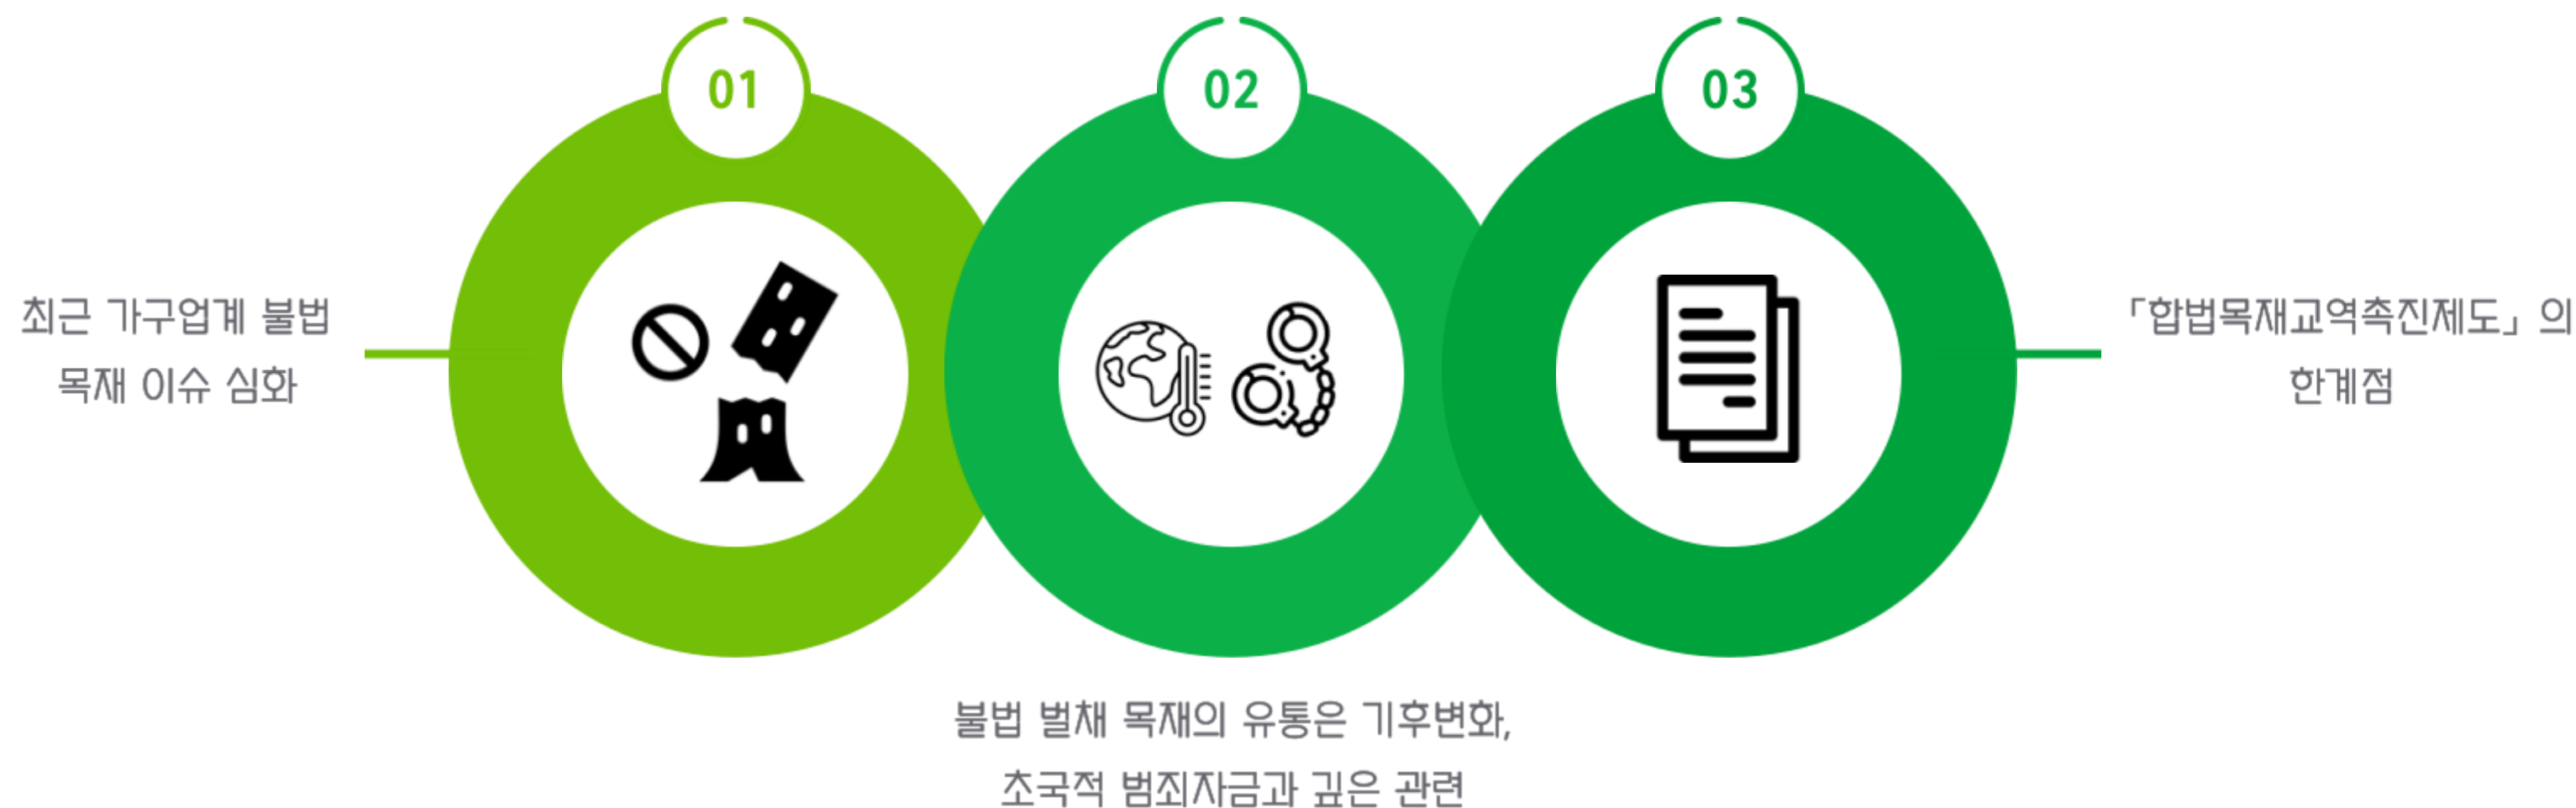 01
최근 가구업계 불법
목재 이슈 심화
02
불법 벌채 목재의 유통은 기후변화,
초국적 범죄자금과 깊은 관련
03
「합법목재교역촉진제도」의
한계점